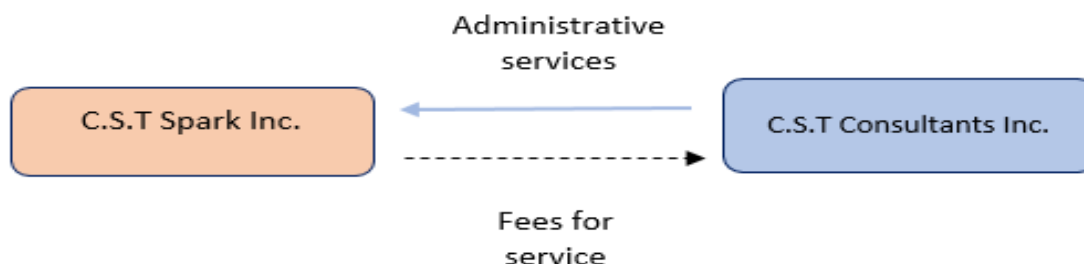 Administrative
services
C.S.T Spark Inc.
C.S.T Consultants Inc.
Fees for
service